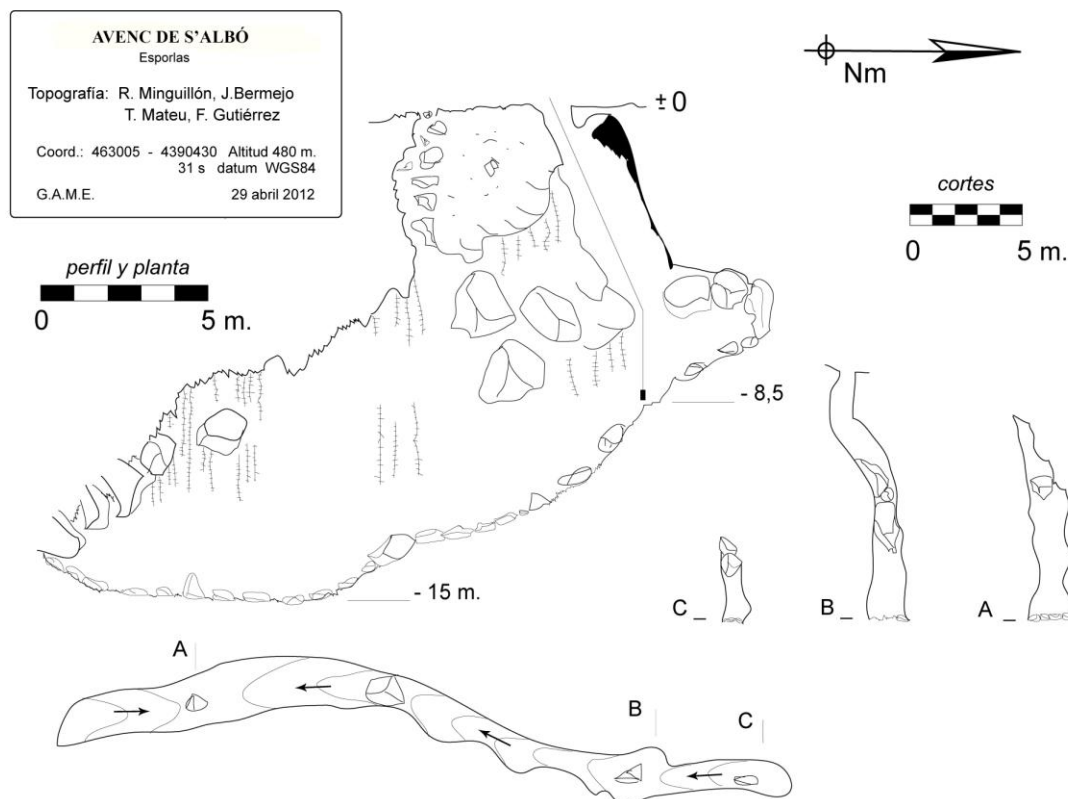 AVENC DE S'ALBÓ
Esporlas
Topografía: R. Minguillón, J.Bermejo
T. Mateu, F. Gutiérrez
Coord.: 463005 - 4390430 Altitud 480 m.
31 s datum WGS84
G.A.M.E. 29 abril 2012
Nm
± 0
cortes
0 5 m.
perfil y planta
0 5 m.
- 8,5
- 15 m.
C
B
A
A
B
C